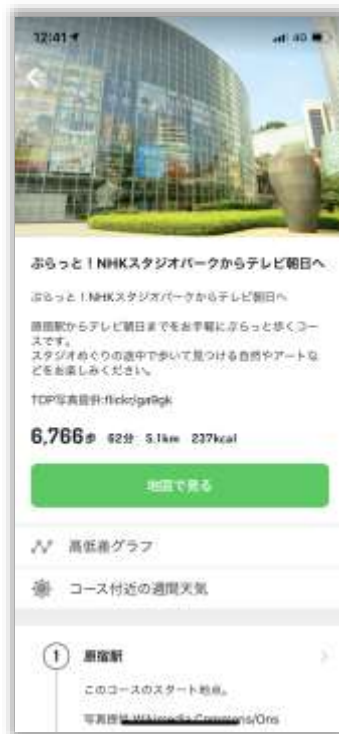 12:41
4G
ぶらっと！NHKスタジオパークからテレビ朝日へ
ぶらっと！NHKスタジオパークからテレビ朝日へ
原宿駅からテレビ朝日までをお手軽にぶらっと歩くコー
スです。
スタジオめぐりの途中で歩いて見つける自然やアートな
どをお楽しみください。
TOP写真提供:flickr/ga9gk
6,766歩 62分 5.1km 237kcal
地図で見る
高低差グラフ
コース付近の週間天気
1 原宿駅
このコースのスタート地点。
写真提供:Wikimedia Commons/Ons